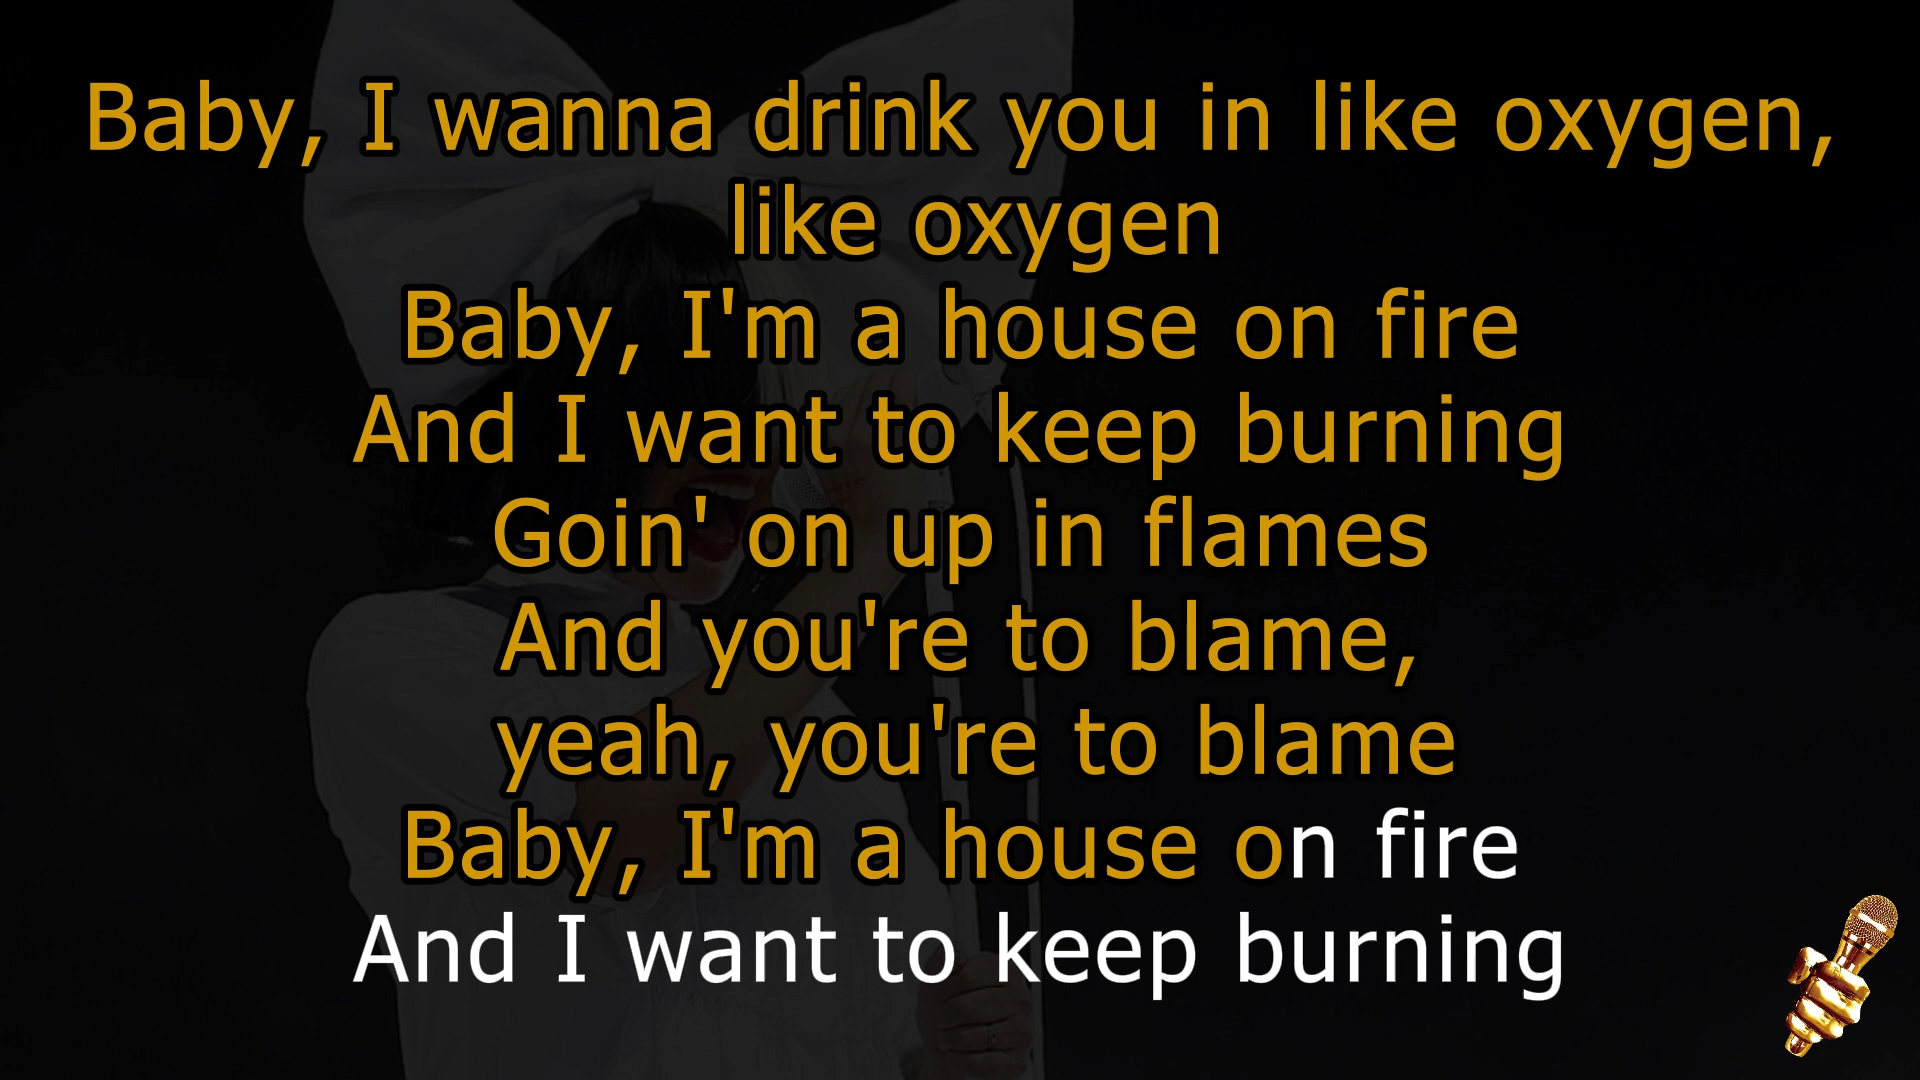 Baby, I wanna drink you in like oxygen,
like oxygen
Baby, I'm a house on fire
And I want to keep burning
Goin' on up in flames
And you're to blame,
yeah, you're to blame
Baby, I'm a house on fire
And I want to keep burning